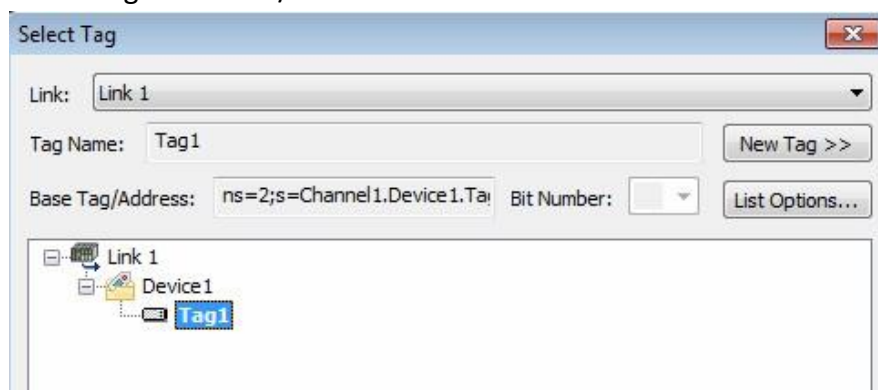 Select Tag
Link: Link 1
Tag Name: Tag1 New Tag >>
Base Tag/Address: ns=2;s=Channel1.Device1.Ta Bit Number: List Options...
Link 1
Device1
Tag1